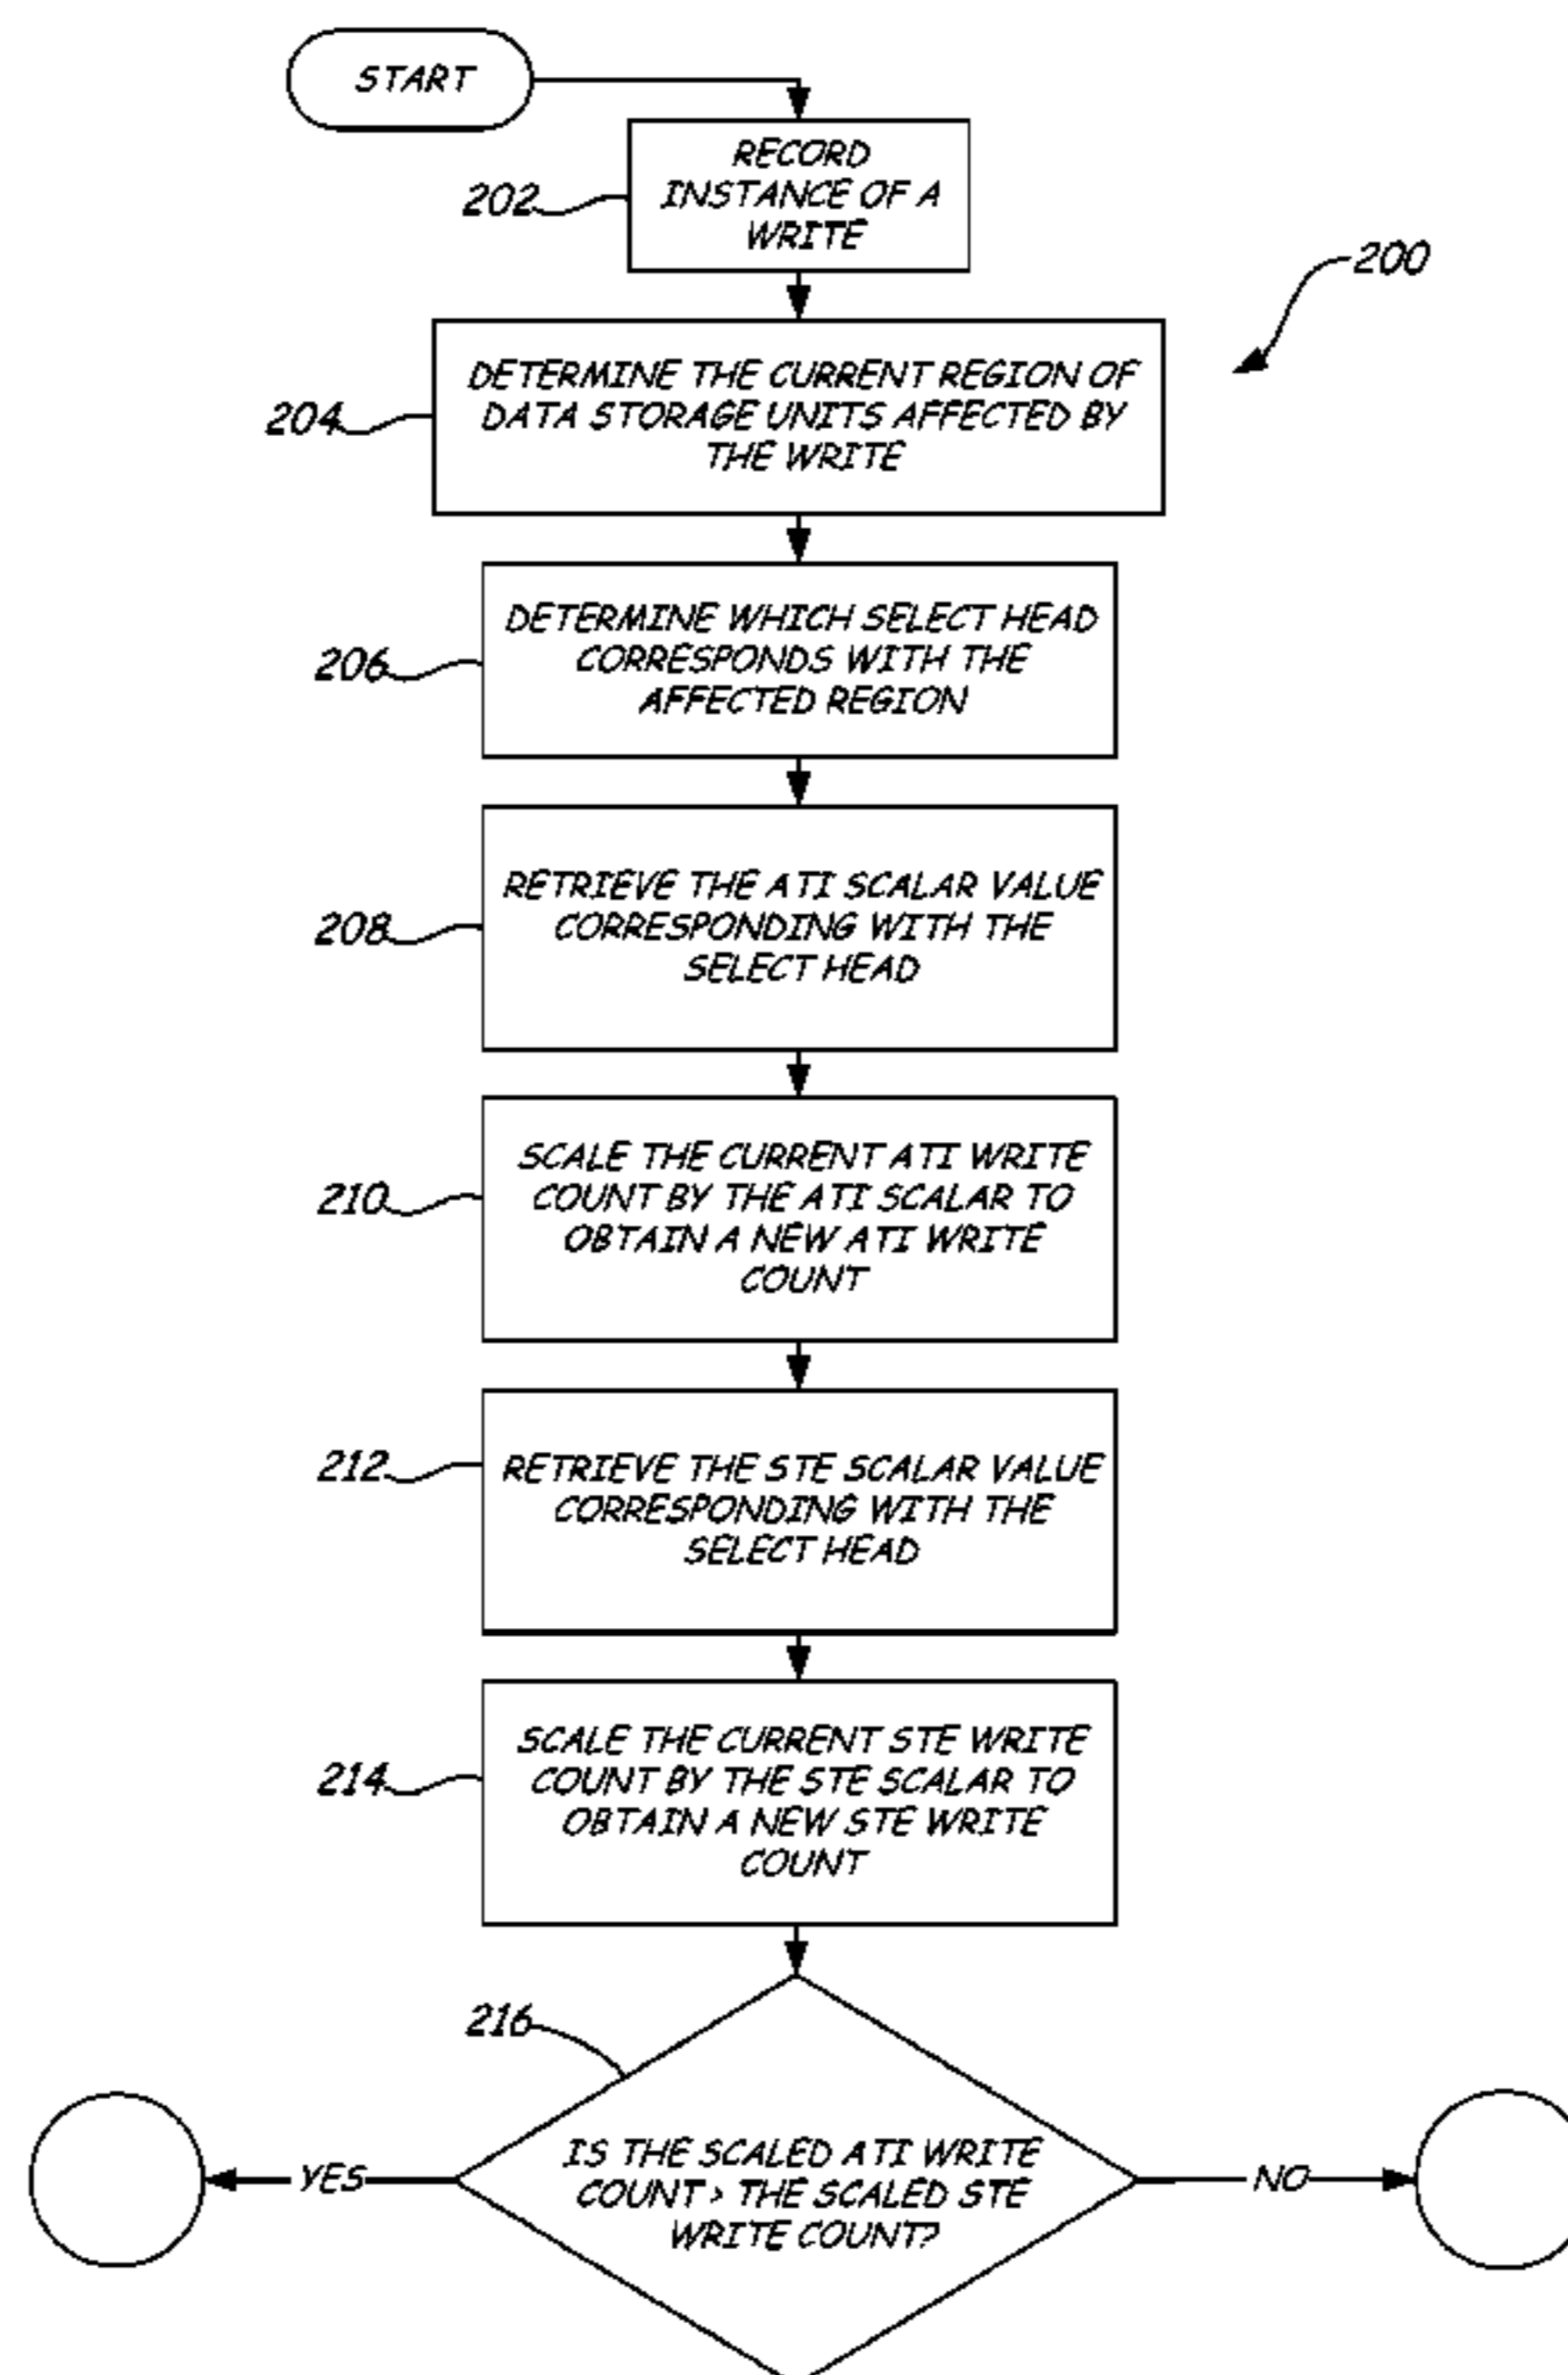 START
RECORD
INSTANCE OF A
WRITE
202
200
DETERMINE THE CURRENT REGION OF
DATA STORAGE UNITS AFFECTED BY
THE WRITE
204
DETERMINE WHICH SELECT HEAD
CORRESPONDS WITH THE
AFFECTED REGION
206
RETRIEVE THE ATI SCALAR VALUE
CORRESPONDING WITH THE
SELECT HEAD
208
SCALE THE CURRENT ATI WRITE
COUNT BY THE ATI SCALAR TO
OBTAIN A NEW ATI WRITE
COUNT
210
RETRIEVE THE STE SCALAR VALUE
CORRESPONDING WITH THE
SELECT HEAD
212
SCALE THE CURRENT STE WRITE
COUNT BY THE STE SCALAR TO
OBTAIN A NEW STE WRITE
COUNT
214
216
IS THE SCALED ATI WRITE
COUNT > THE SCALED STE
WRITE COUNT?
YES
NO